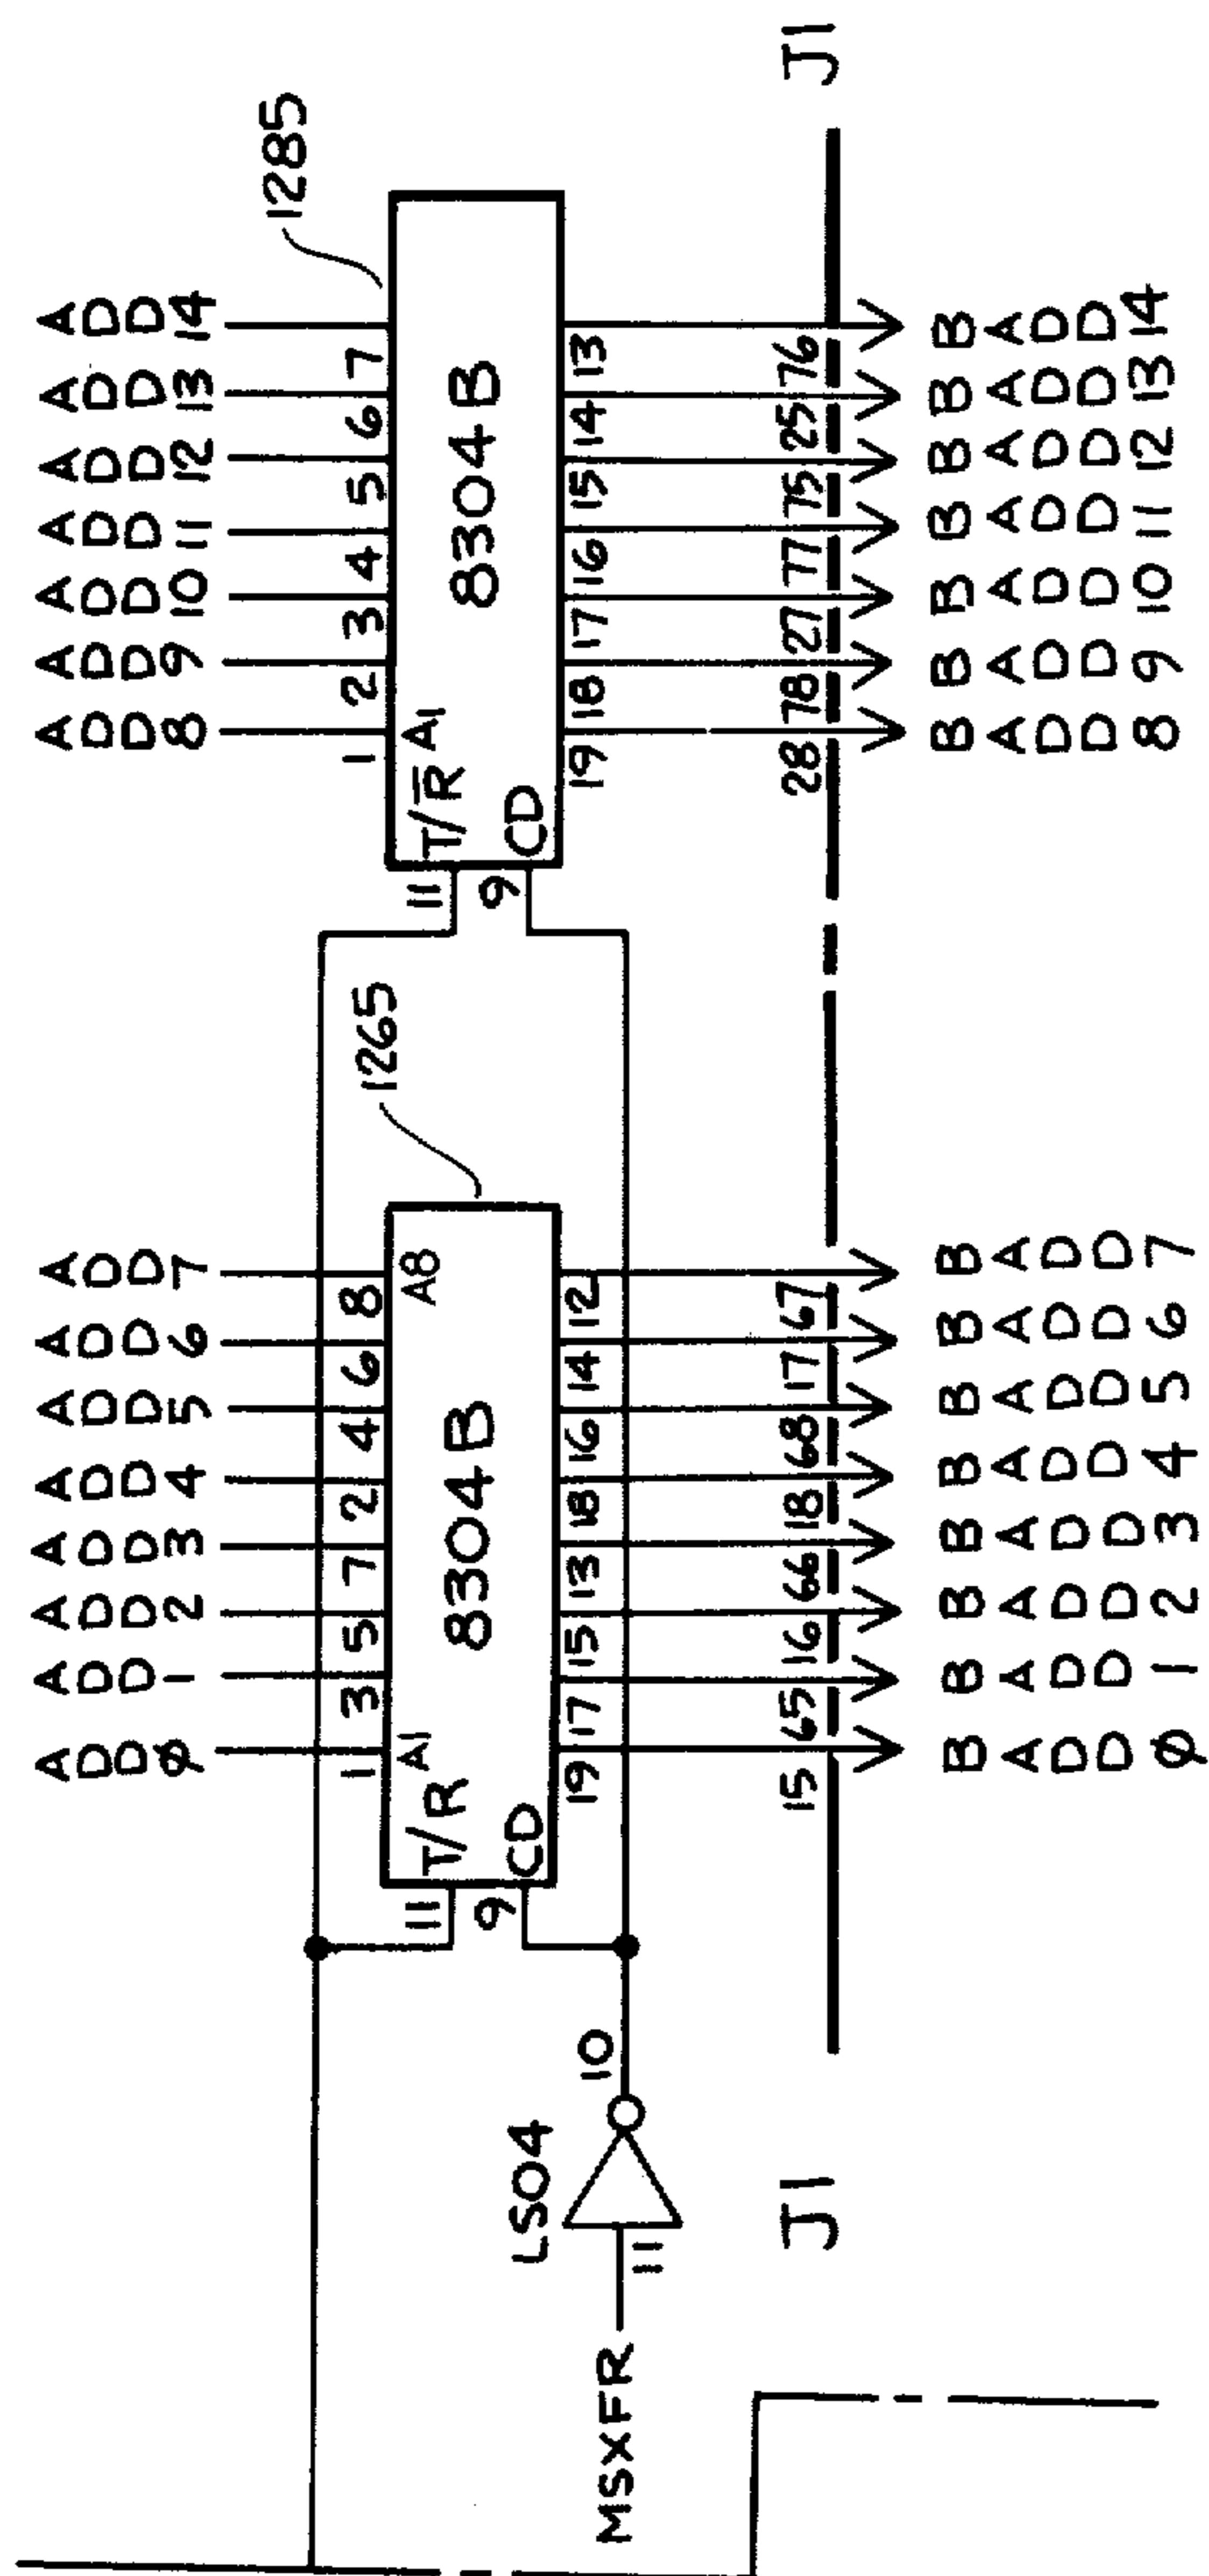 ADDØ ADD1 ADD2 ADD3 ADD4 ADD5 ADD6 ADD7 ADD8 ADD9 ADD10 ADD11 ADD12 ADD13 ADD14
1285
1265
1 3 5 7 2 4 6 8 1 2 3 4 5 6 7
A1 A8 A1
11 T/R 11 T/R̅
8304B 8304B
9 CD 9 CD
LS04
19 17 15 13 18 16 14 12 19 18 17 16 15 14 13
10
MSXFR
11
15 65 16 66 18 68 17 67 28 78 27 77 75 25 76
J1 J1
BADDØ BADD1 BADD2 BADD3 BADD4 BADD5 BADD6 BADD7 BADD8 BADD9 BADD10 BADD11 BADD12 BADD13 BADD14